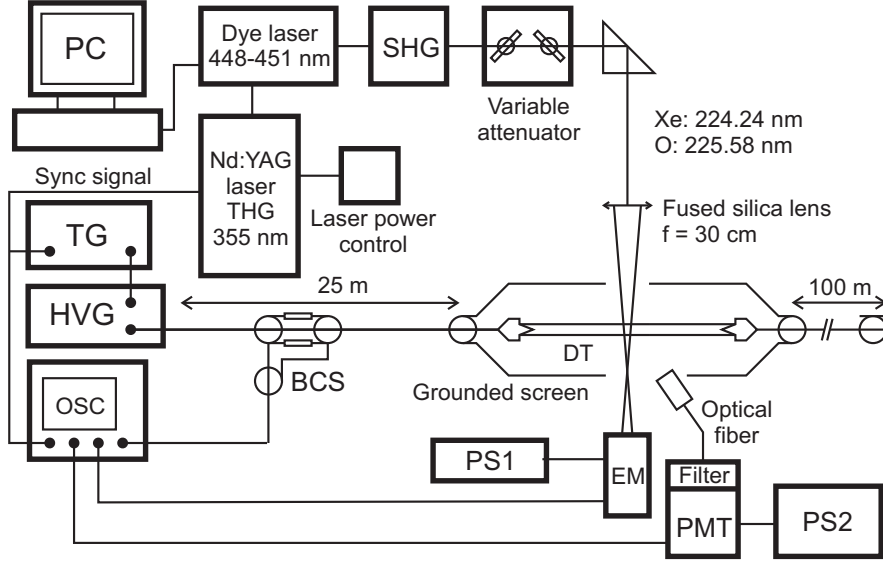 PC
Dye laser
448-451 nm
SHG
Variable
attenuator
Xe: 224.24 nm
O: 225.58 nm
Nd:YAG
laser
THG
355 nm
Laser power
control
Sync signal
Fused silica lens
f = 30 cm
TG
HVG
25 m
100 m
DT
BCS
Grounded screen
OSC
Optical
fiber
PS1
EM
Filter
PMT
PS2